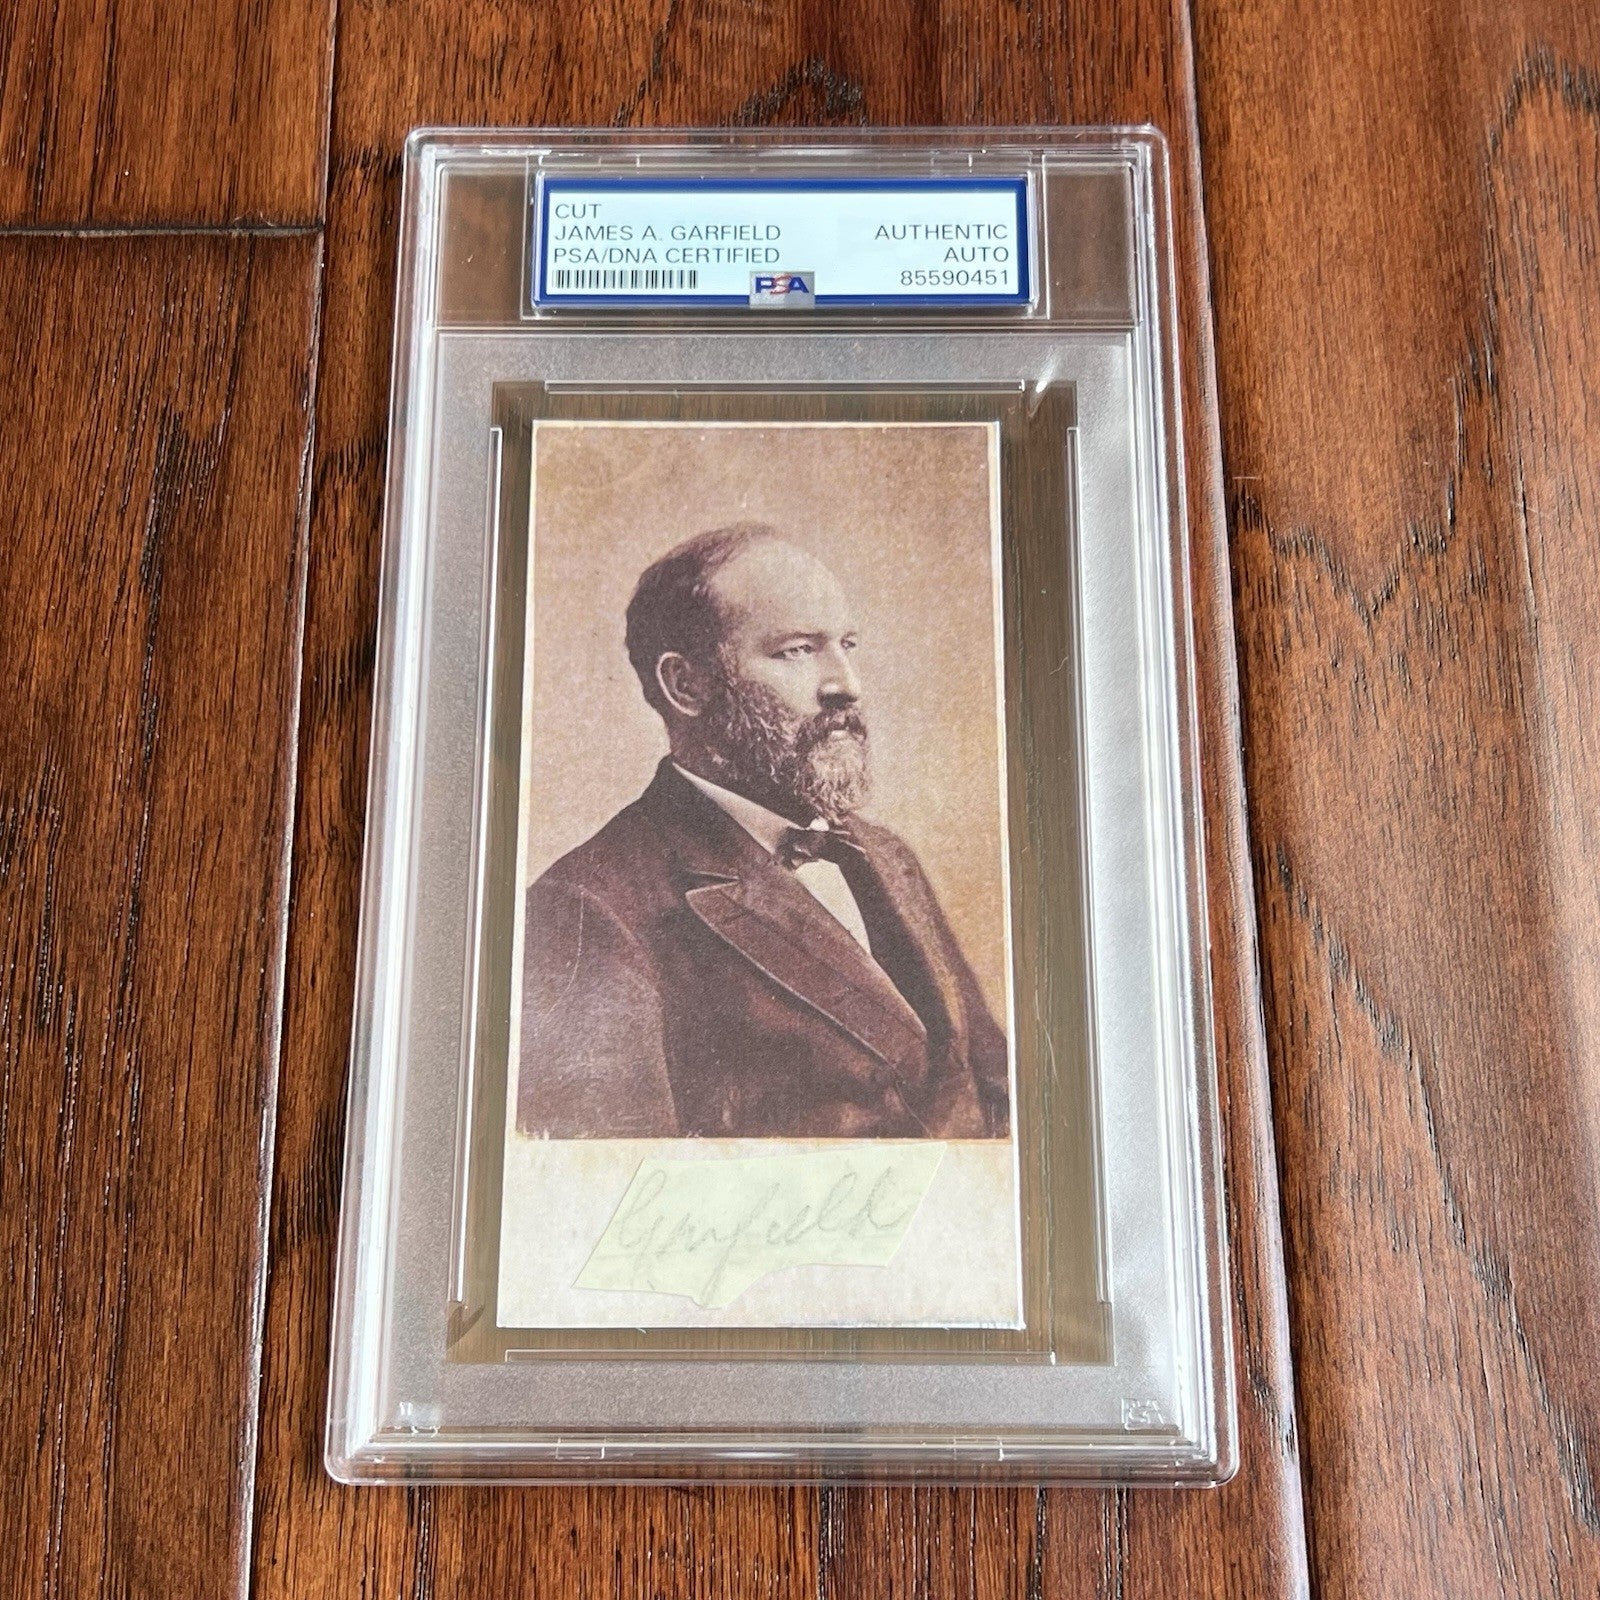 CUT
JAMES A. GARFIELD AUTHENTIC
PSA/DNA CERTIFIED AUTO
PSA 85590451
Garfield